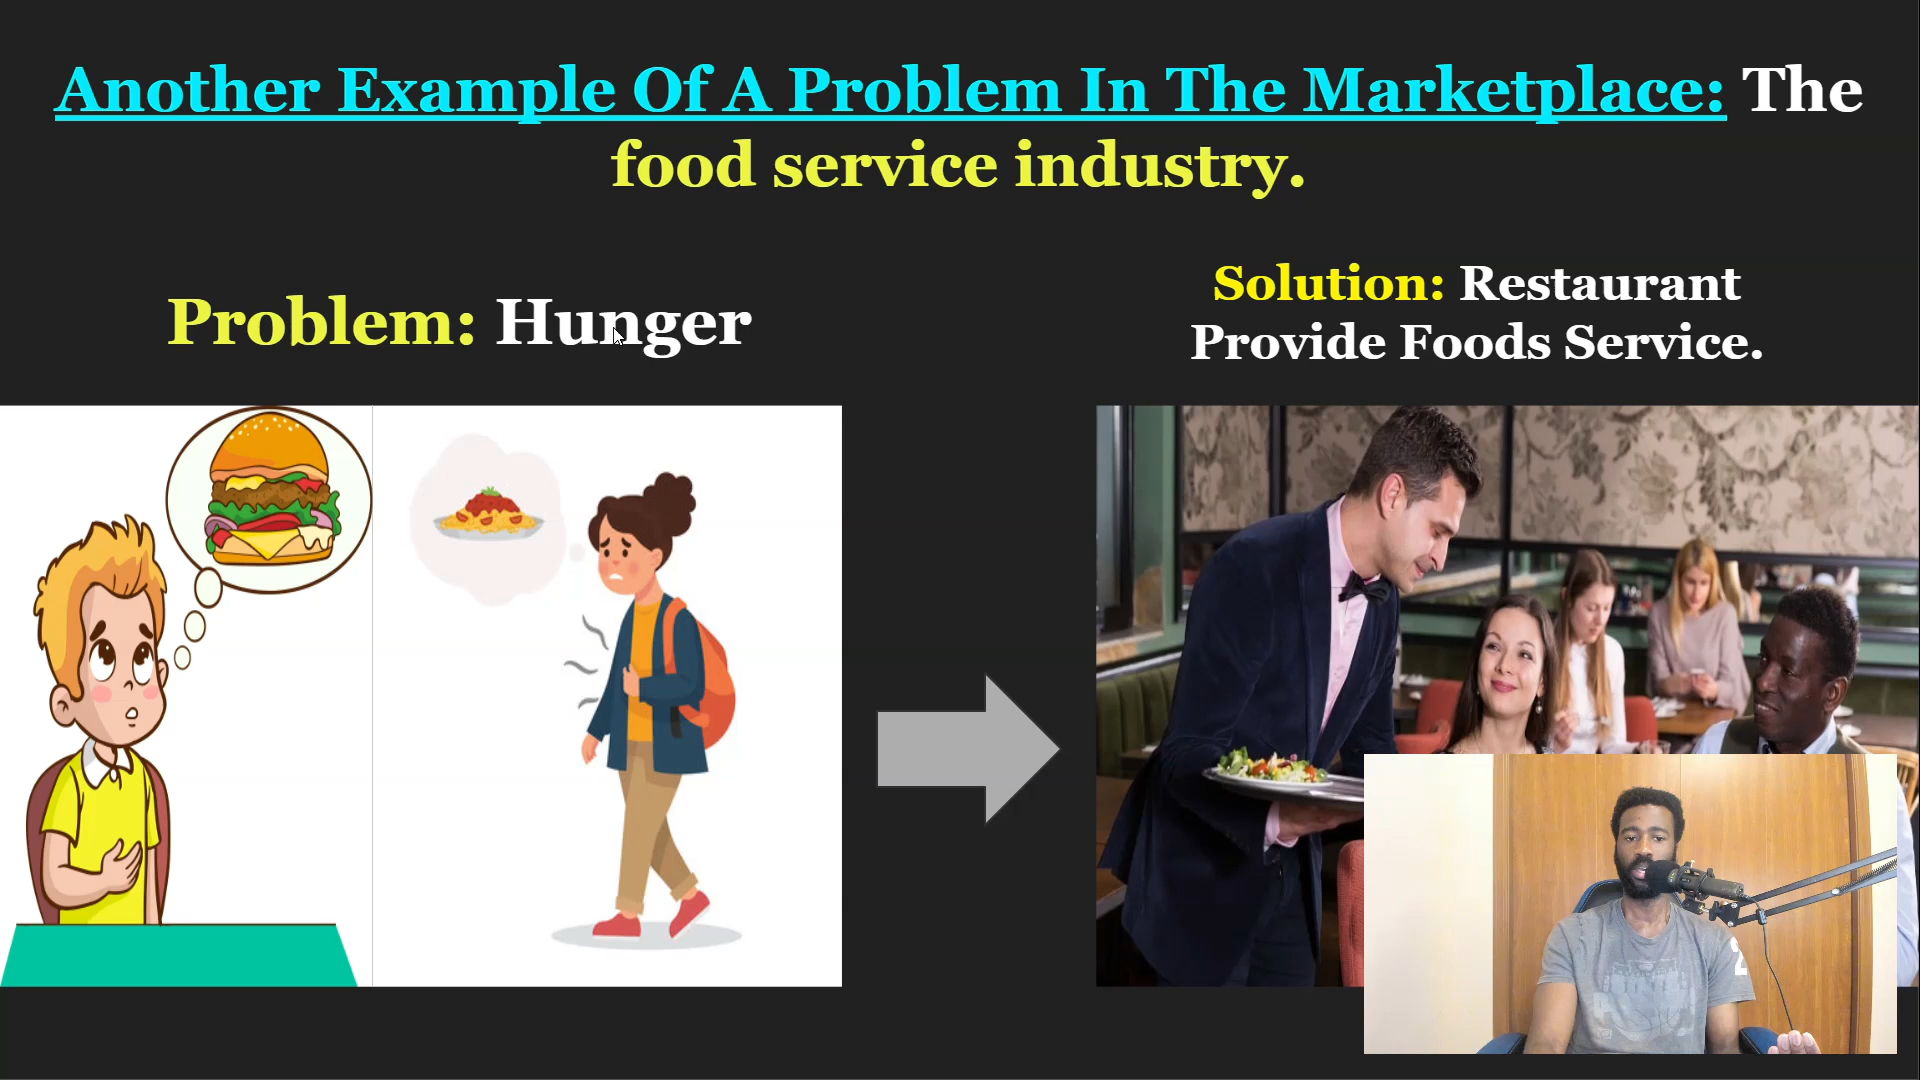 Another Example Of A Problem In The Marketplace: The
food service industry.
Problem: Hunger
Solution: Restaurant
Provide Foods Service.